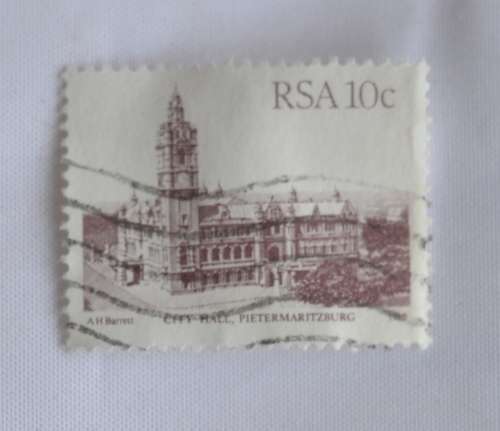 RSA 10c
A H Barrett CITY HALL, PIETERMARITZBURG